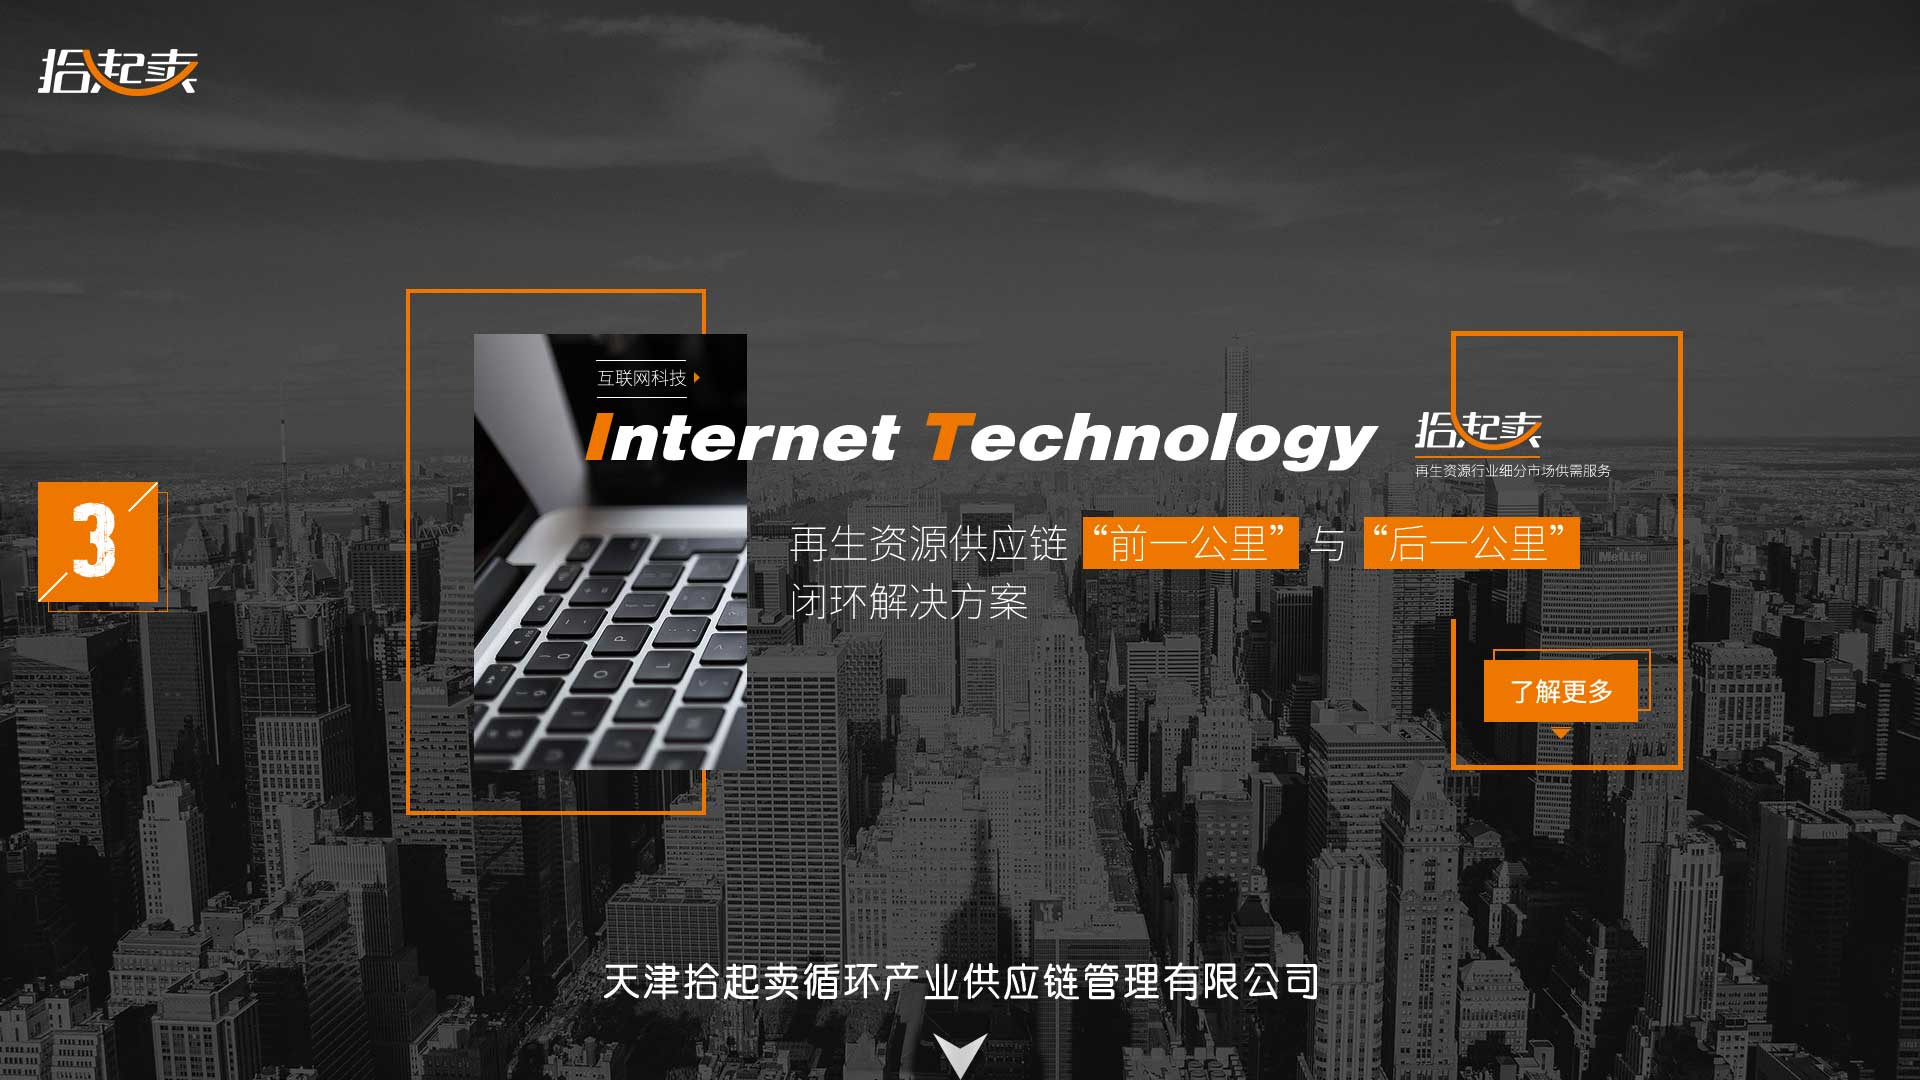 拾起卖
互联网科技
Internet Technology
拾起卖
再生资源行业细分市场供需服务
3
再生资源供应链 “前一公里” 与 “后一公里”
闭环解决方案
MetLife
MetLife
了解更多
天津拾起卖循环产业供应链管理有限公司